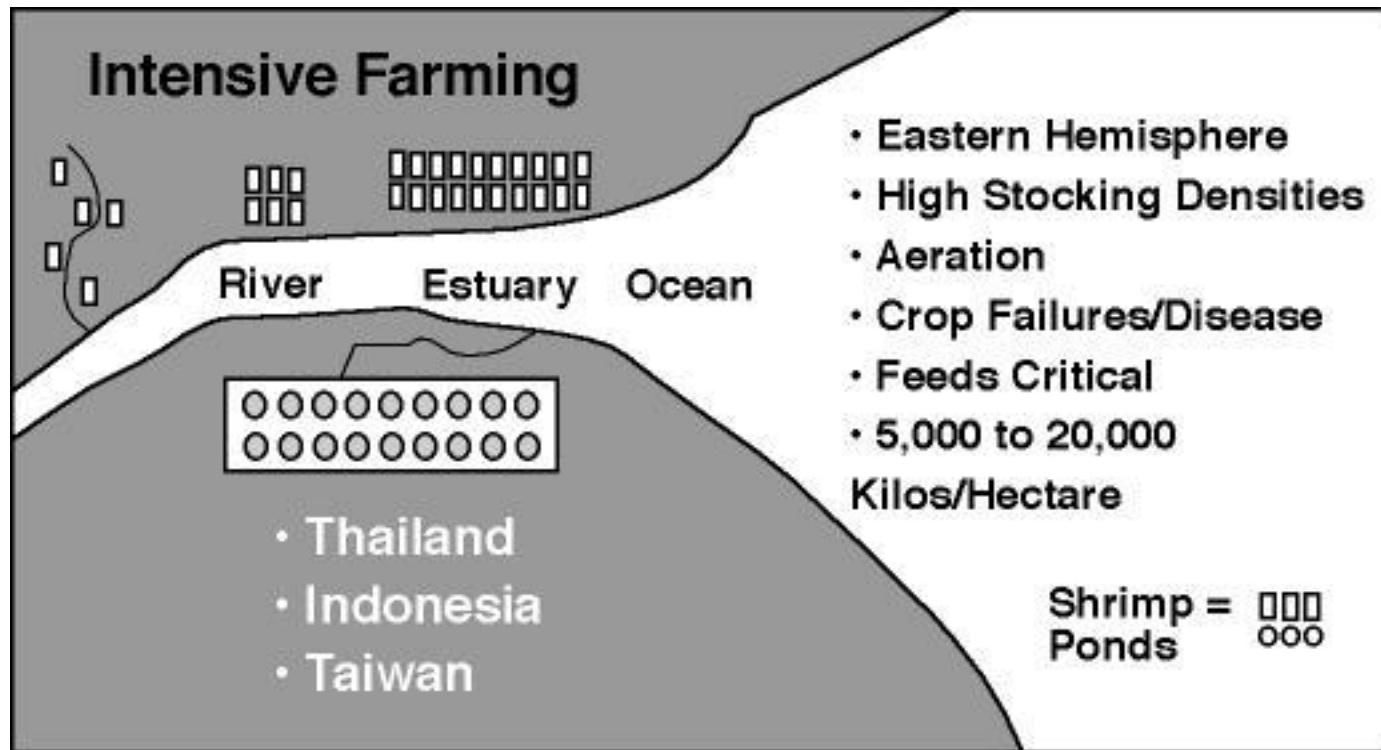 Intensive Farming
River Estuary Ocean
• Thailand
• Indonesia
• Taiwan
• Eastern Hemisphere
• High Stocking Densities
• Aeration
• Crop Failures/Disease
• Feeds Critical
• 5,000 to 20,000
Kilos/Hectare
Shrimp =
Ponds